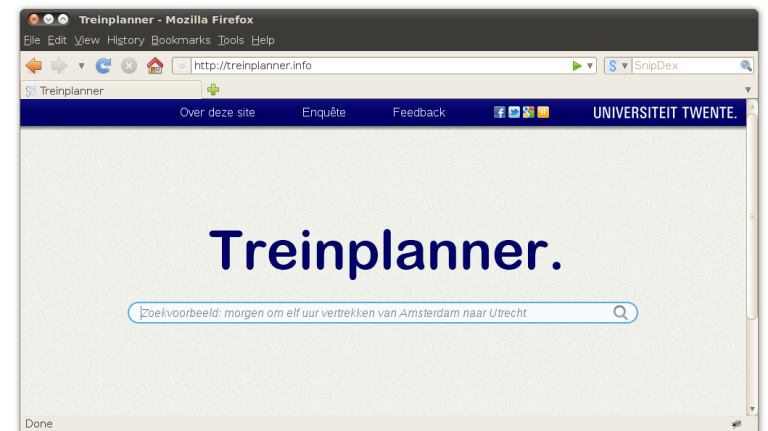 Treinplanner - Mozilla Firefox
File Edit View History Bookmarks Tools Help
http://treinplanner.info S SnipDex
Treinplanner
Over deze site Enquête Feedback UNIVERSITEIT TWENTE.
Treinplanner.
Zoekvoorbeeld: morgen om elf uur vertrekken van Amsterdam naar Utrecht
Done